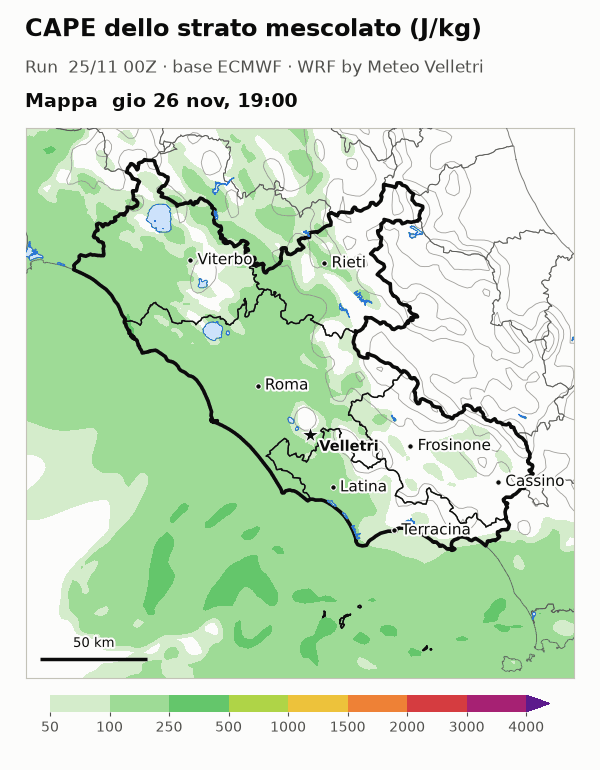 CAPE dello strato mescolato (J/kg)
Run  25/11 00Z · base ECMWF · WRF by Meteo Velletri
Mappa  gio 26 nov, 19:00
Viterbo
Rieti
Roma
Velletri
Frosinone
Latina
Cassino
Terracina
50 km
50 100 250 500 1000 1500 2000 3000 4000